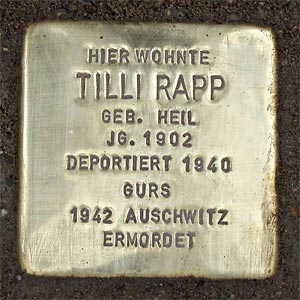 HIER WOHNTE
TILLI RAPP
GEB. HEIL
JG. 1902
DEPORTIERT 1940
GURS
1942 AUSCHWITZ
ERMORDET